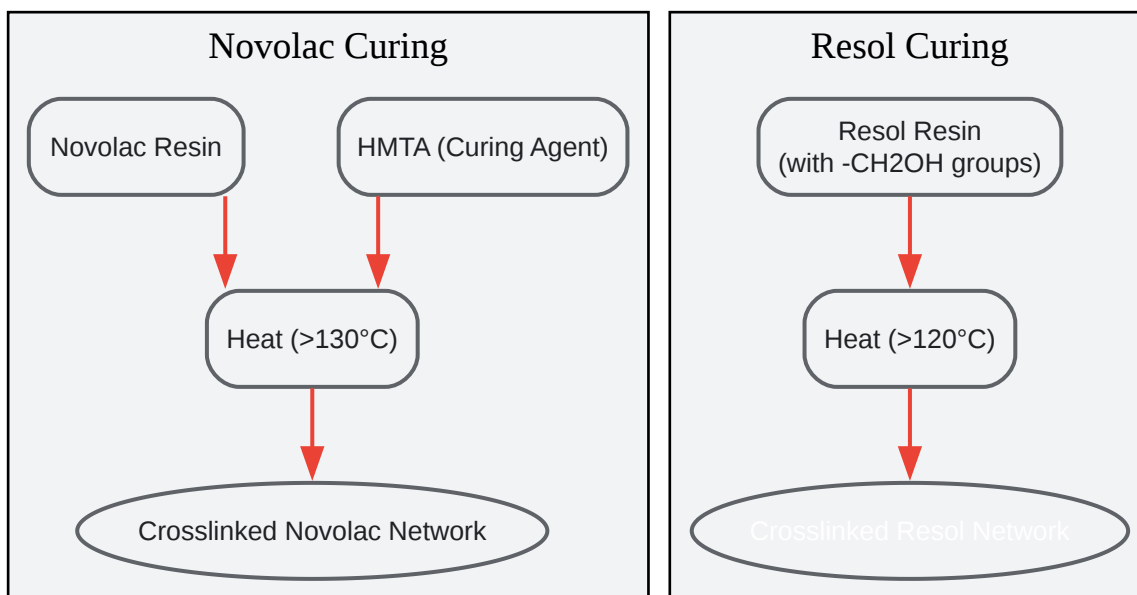 Novolac Curing
Novolac Resin
HMTA (Curing Agent)
Heat (>130°C)
Crosslinked Novolac Network
Resol Curing
Resol Resin
(with -CH2OH groups)
Heat (>120°C)
Crosslinked Resol Network